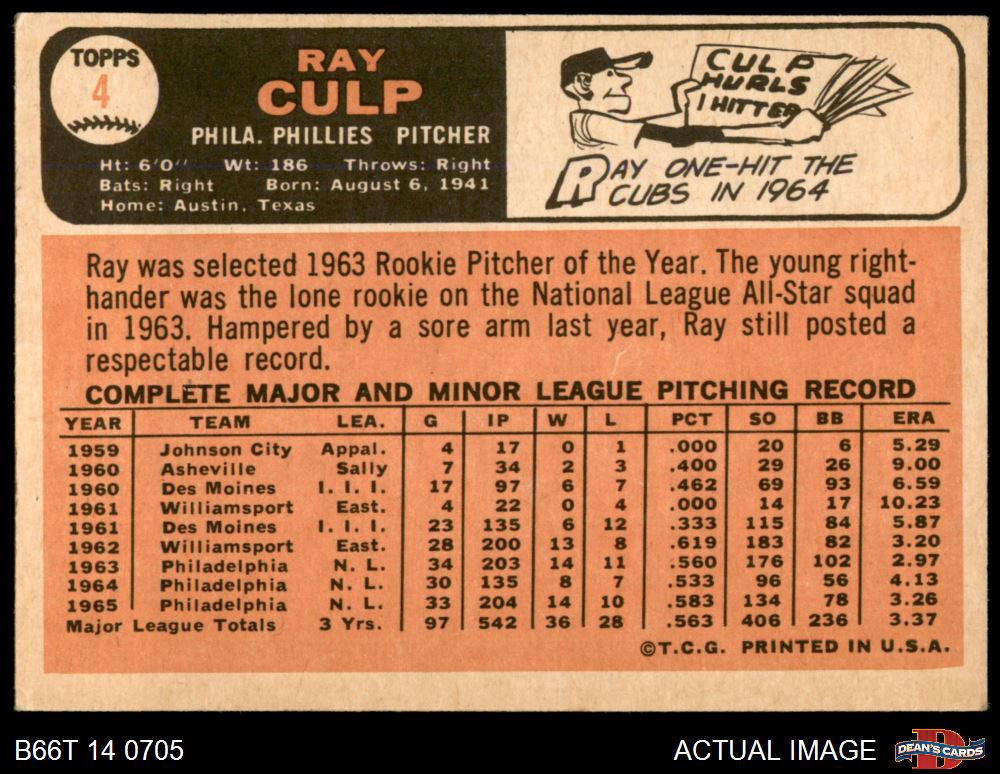 TOPPS
4
RAY
CULP
PHILA. PHILLIES PITCHER
Ht: 6'0" Wt: 186 Throws: Right
Bats: Right Born: August 6, 1941
Home: Austin, Texas
CULP
HURLS
1 HITTER
RAY ONE-HIT THE
CUBS IN 1964
Ray was selected 1963 Rookie Pitcher of the Year. The young right-
hander was the lone rookie on the National League All-Star squad
in 1963. Hampered by a sore arm last year, Ray still posted a
respectable record.
COMPLETE MAJOR AND MINOR LEAGUE PITCHING RECORD
YEAR TEAM LEA. G IP W L PCT SO BB ERA
1959 Johnson City Appal. 4 17 0 1 .000 20 6 5.29
1960 Asheville Sally 7 34 2 3 .400 29 26 9.00
1960 Des Moines I. I. I. 17 97 6 7 .462 69 93 6.59
1961 Williamsport East. 4 22 0 4 .000 14 17 10.23
1961 Des Moines I. I. I. 23 135 6 12 .333 115 84 5.87
1962 Williamsport East. 28 200 13 8 .619 183 82 3.20
1963 Philadelphia N. L. 34 203 14 11 .560 176 102 2.97
1964 Philadelphia N. L. 30 135 8 7 .533 96 56 4.13
1965 Philadelphia N. L. 33 204 14 10 .583 134 78 3.26
Major League Totals 3 Yrs. 97 542 36 28 .563 406 236 3.37
©T.C.G. PRINTED IN U.S.A.
B66T 14 0705
ACTUAL IMAGE
DEAN'S CARDS